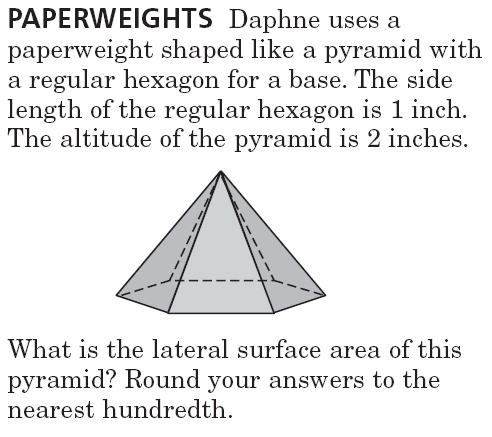 PAPERWEIGHTS Daphne uses a
paperweight shaped like a pyramid with
a regular hexagon for a base. The side
length of the regular hexagon is 1 inch.
The altitude of the pyramid is 2 inches.
What is the lateral surface area of this
pyramid? Round your answers to the
nearest hundredth.